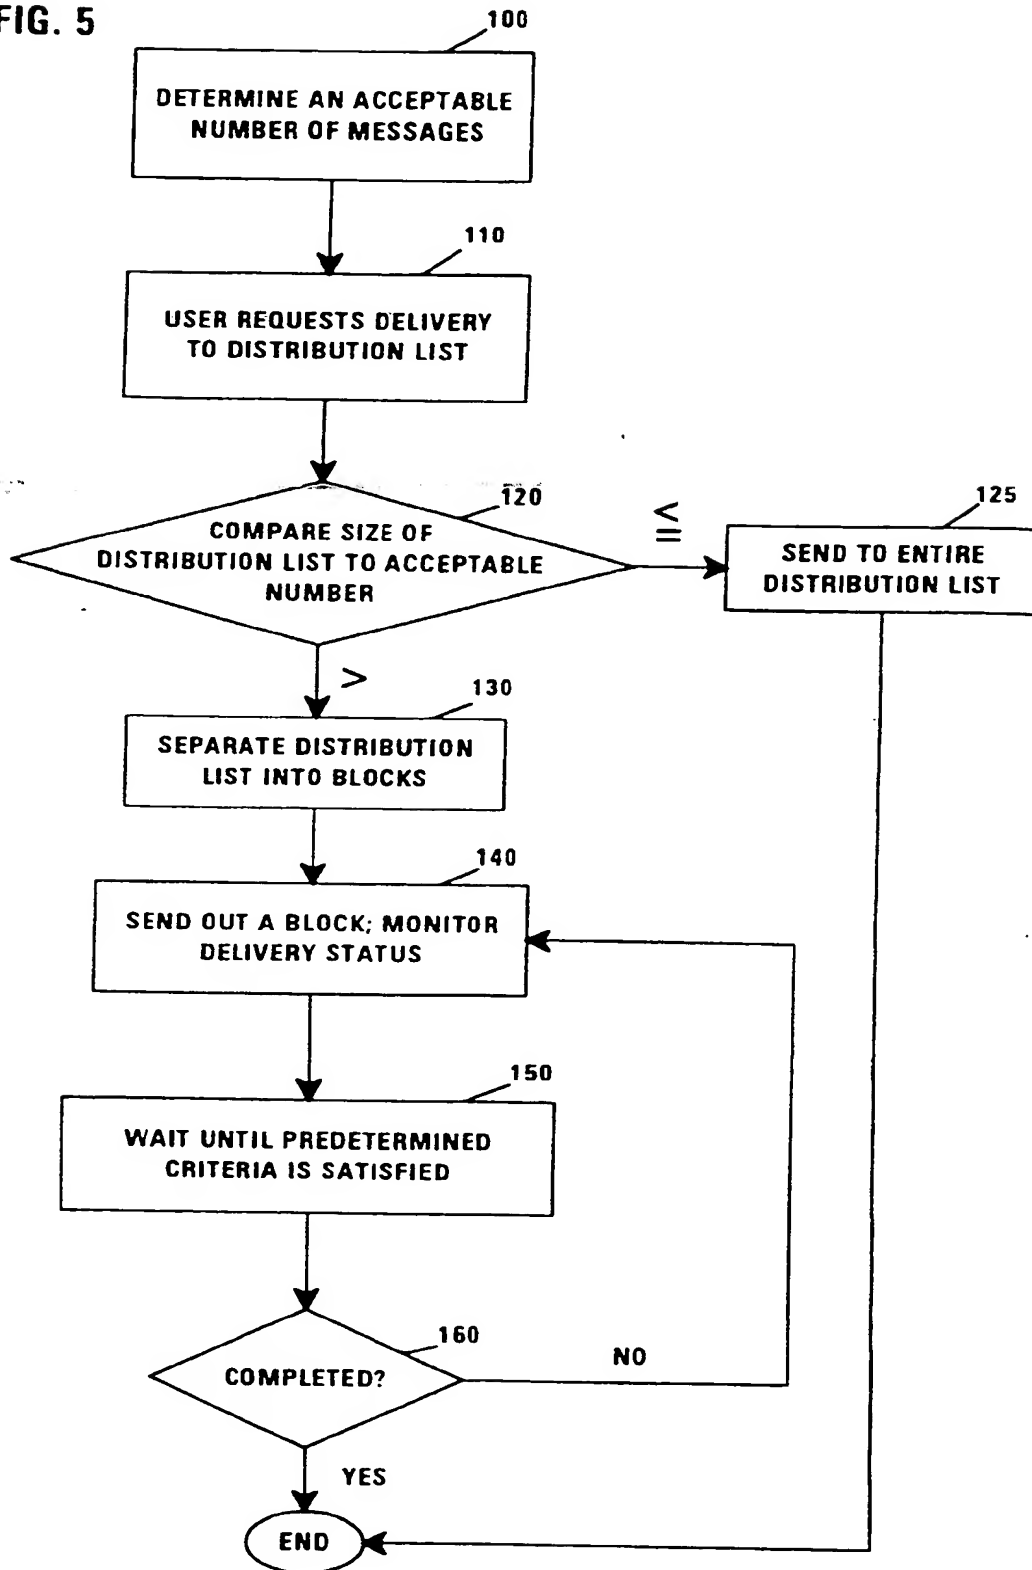 FIG. 5
100
DETERMINE AN ACCEPTABLE
NUMBER OF MESSAGES
110
USER REQUESTS DELIVERY
TO DISTRIBUTION LIST
120
COMPARE SIZE OF
DISTRIBUTION LIST TO ACCEPTABLE
NUMBER
≦
125
SEND TO ENTIRE
DISTRIBUTION LIST
>
130
SEPARATE DISTRIBUTION
LIST INTO BLOCKS
140
SEND OUT A BLOCK; MONITOR
DELIVERY STATUS
150
WAIT UNTIL PREDETERMINED
CRITERIA IS SATISFIED
160
COMPLETED?
NO
YES
END